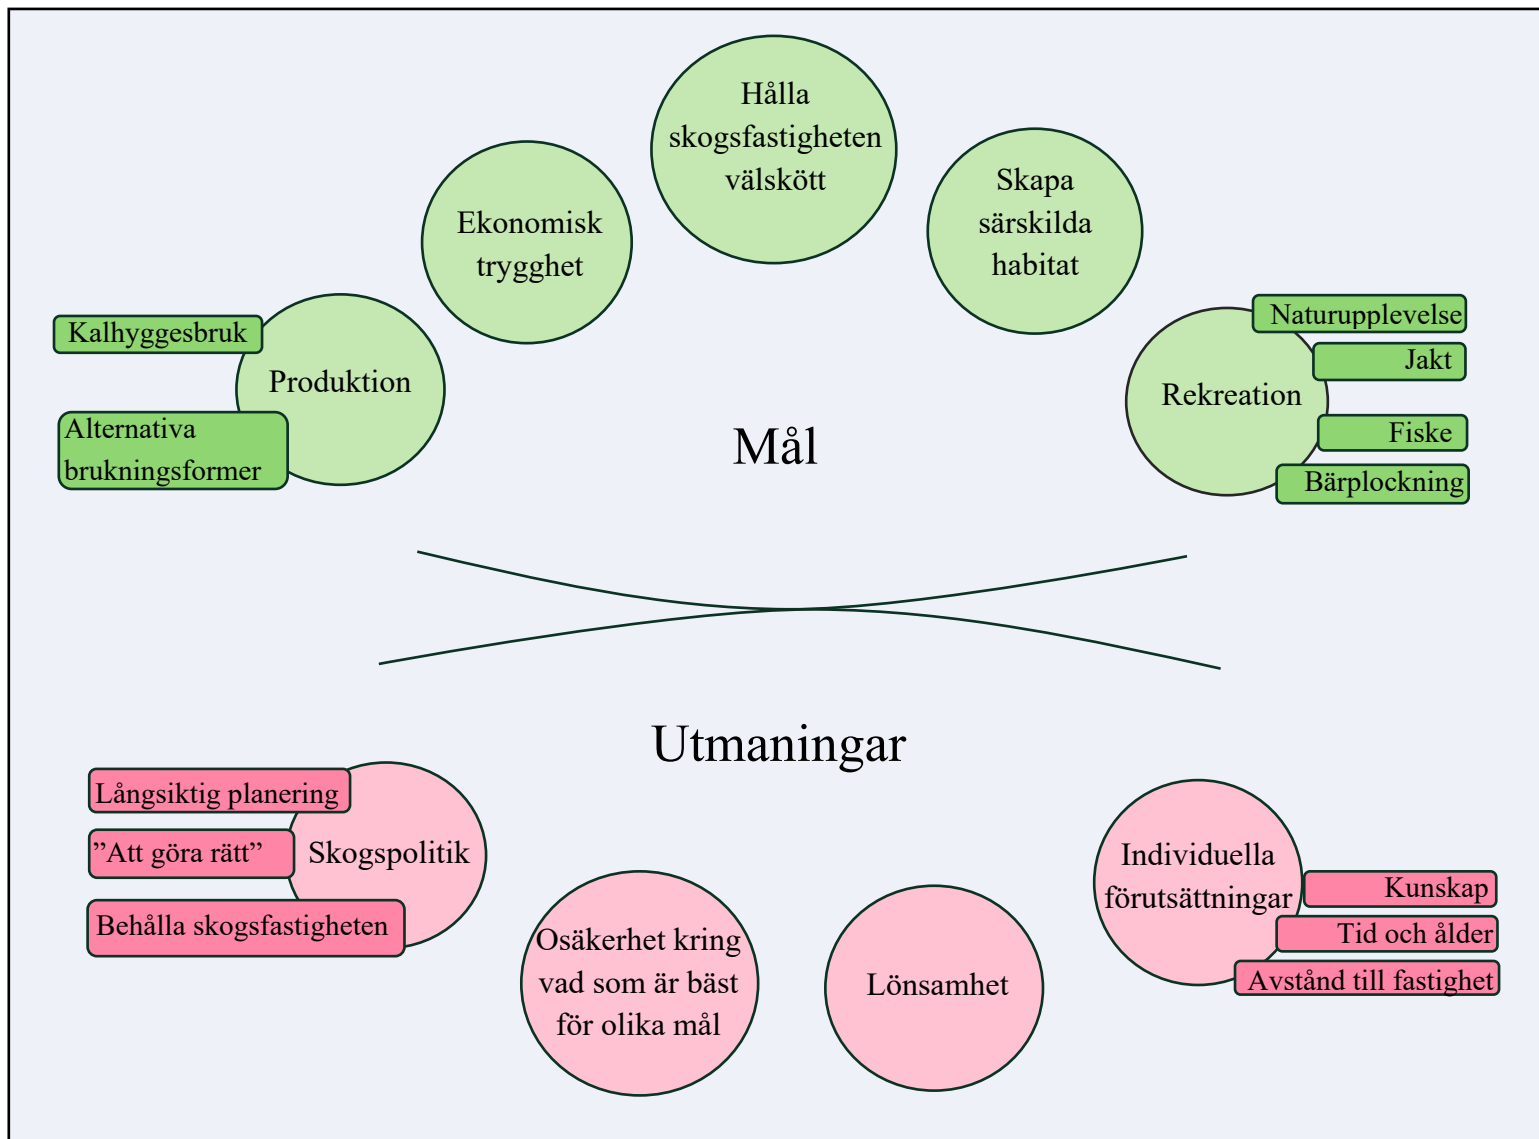 Hålla
skogsfastigheten
välskött
Ekonomisk
trygghet
Skapa
särskilda
habitat
Kalhyggesbruk
Produktion
Alternativa
brukningsformer
Naturupplevelse
Jakt
Rekreation
Fiske
Bärplockning
Mål
Utmaningar
Långsiktig planering
”Att göra rätt”
Skogspolitik
Behålla skogsfastigheten
Osäkerhet kring
vad som är bäst
för olika mål
Lönsamhet
Individuella
förutsättningar
Kunskap
Tid och ålder
Avstånd till fastighet